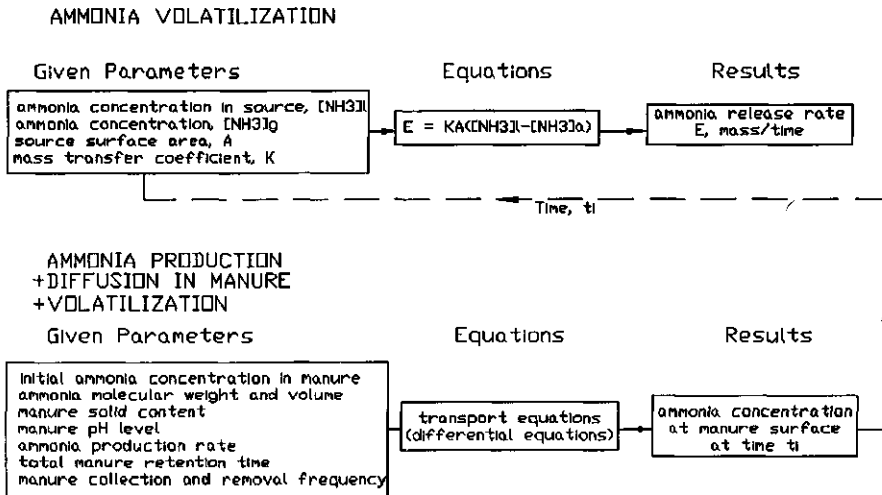 AMMONIA VOLATILIZATION
Given Parameters
Equations
Results
ammonia concentration in source, [NH3]l
ammonia concentration, [NH3]g
source surface area, A
mass transfer coefficient, K
E = KA([NH3]l-[NH3]a)
ammonia release rate
E, mass/time
Time, ti
AMMONIA PRODUCTION
+DIFFUSION IN MANURE
+VOLATILIZATION
Given Parameters
Equations
Results
initial ammonia concentration in manure
ammonia molecular weight and volume
manure solid content
manure pH level
ammonia production rate
total manure retention time
manure collection and removal frequency
transport equations
(differential equations)
ammonia concentration
at manure surface
at time ti